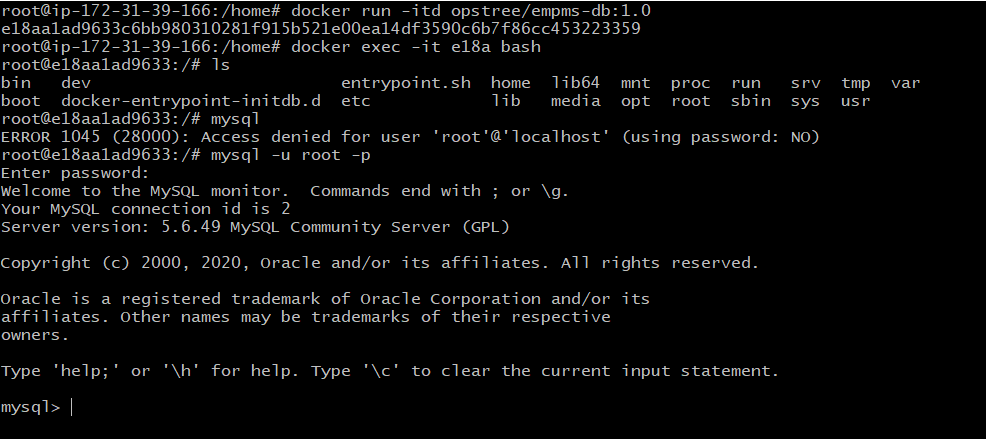 root@ip-172-31-39-166:/home# docker run -itd opstree/empms-db:1.0
e18aa1ad9633c6bb980310281f915b521e00ea14df3590c6b7f86cc453223359
root@ip-172-31-39-166:/home# docker exec -it e18a bash
root@e18aa1ad9633:/# ls
bin   dev                         entrypoint.sh  home  lib64  mnt  proc  run   srv  tmp  var
boot  docker-entrypoint-initdb.d  etc            lib   media  opt  root  sbin  sys  usr
root@e18aa1ad9633:/# mysql
ERROR 1045 (28000): Access denied for user 'root'@'localhost' (using password: NO)
root@e18aa1ad9633:/# mysql -u root -p
Enter password:
Welcome to the MySQL monitor.  Commands end with ; or \g.
Your MySQL connection id is 2
Server version: 5.6.49 MySQL Community Server (GPL)

Copyright (c) 2000, 2020, Oracle and/or its affiliates. All rights reserved.

Oracle is a registered trademark of Oracle Corporation and/or its
affiliates. Other names may be trademarks of their respective
owners.

Type 'help;' or '\h' for help. Type '\c' to clear the current input statement.

mysql>